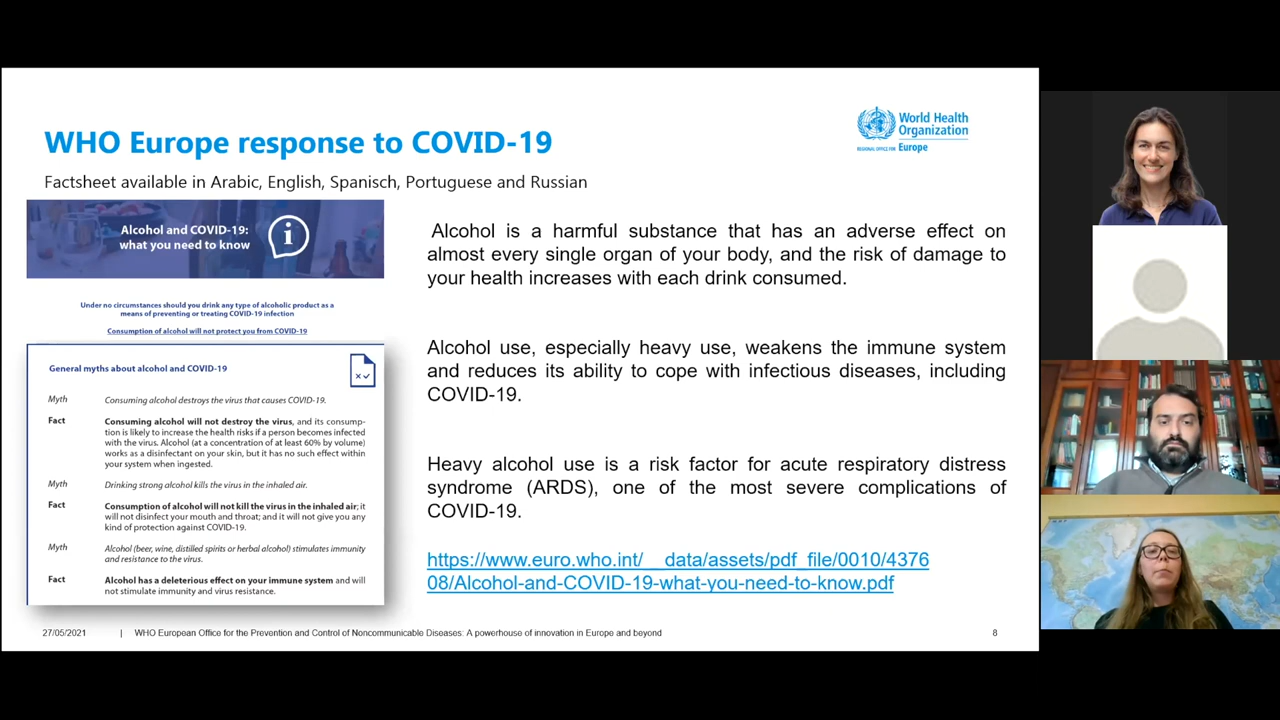 WHO Europe response to COVID-19
World Health
Organization
REGIONAL OFFICE FOR Europe
Factsheet available in Arabic, English, Spanisch, Portuguese and Russian
Alcohol and COVID-19:
what you need to know
Under no circumstances should you drink any type of alcoholic product as a
means of preventing or treating COVID-19 infection
Consumption of alcohol will not protect you from COVID-19
General myths about alcohol and COVID-19
Myth Consuming alcohol destroys the virus that causes COVID-19.
Fact Consuming alcohol will not destroy the virus, and its consump-
tion is likely to increase the health risks if a person becomes infected
with the virus. Alcohol (at a concentration of at least 60% by volume)
works as a disinfectant on your skin, but it has no such effect within
your system when ingested.
Myth Drinking strong alcohol kills the virus in the inhaled air.
Fact Consumption of alcohol will not kill the virus in the inhaled air; it
will not disinfect your mouth and throat; and it will not give you any
kind of protection against COVID-19.
Myth Alcohol (beer, wine, distilled spirits or herbal alcohol) stimulates immunity
and resistance to the virus.
Fact Alcohol has a deleterious effect on your immune system and will
not stimulate immunity and virus resistance.
Alcohol is a harmful substance that has an adverse effect on
almost every single organ of your body, and the risk of damage to
your health increases with each drink consumed.
Alcohol use, especially heavy use, weakens the immune system
and reduces its ability to cope with infectious diseases, including
COVID-19.
Heavy alcohol use is a risk factor for acute respiratory distress
syndrome (ARDS), one of the most severe complications of
COVID-19.
https://www.euro.who.int/__data/assets/pdf_file/0010/4376
08/Alcohol-and-COVID-19-what-you-need-to-know.pdf
27/05/2021 | WHO European Office for the Prevention and Control of Noncommunicable Diseases: A powerhouse of innovation in Europe and beyond 8